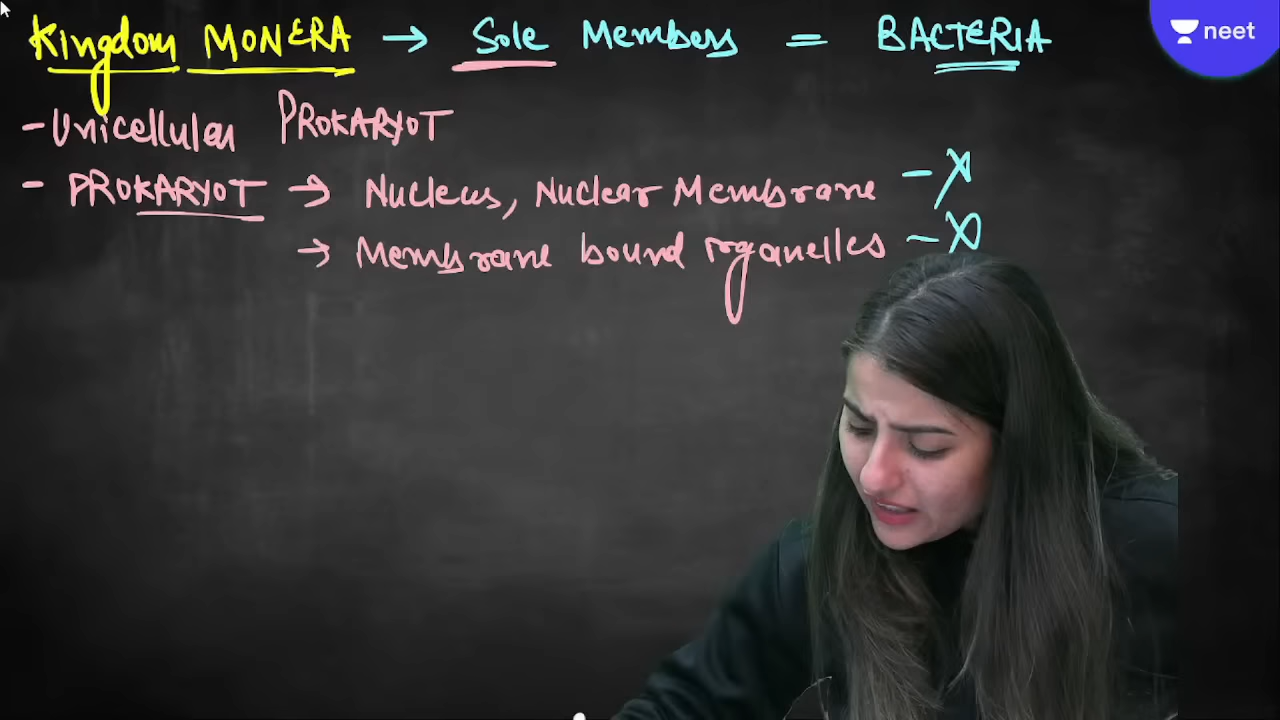 Kingdom MONERA → Sole Members = BACTERIA
neet
- Unicellular PROKARYOT
- PROKARYOT → Nucleus, Nuclear Membrane - X
→ Membrane bound organelles - X